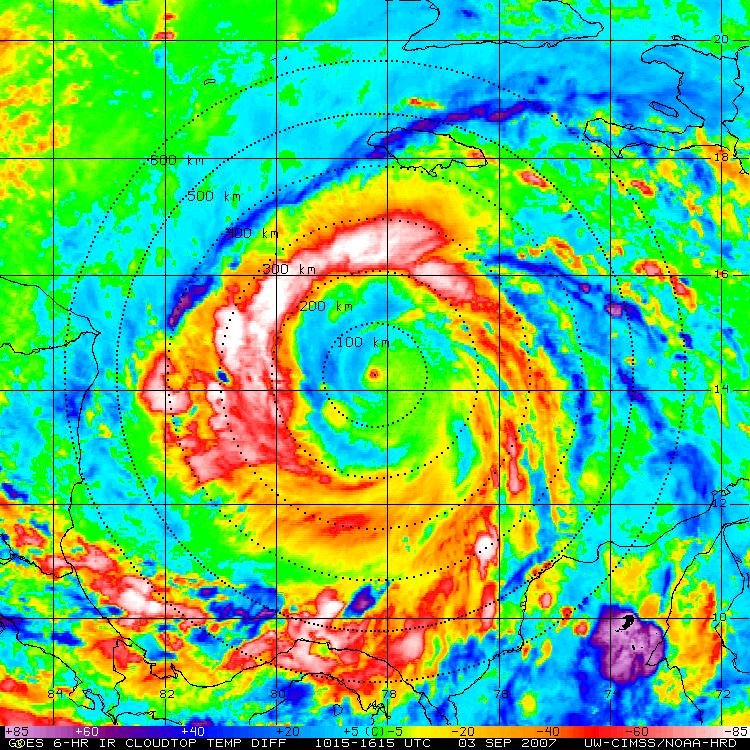 20
600 km
18
500 km
400 km
300 km
16
200 km
100 km
14
12
10
84 82 80 78 76 74 72
+85 +60 +40 +20 +5 (C) -5 -20 -40 -60 -85
GOES 6-HR IR CLOUDTOP TEMP DIFF 1015-1615 UTC 03 SEP 2007 UW-CIMSS/NOAA-HRD